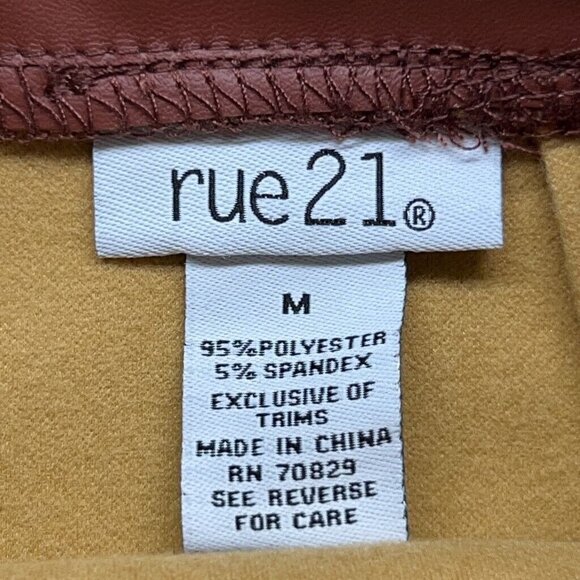 rue21®
M
95%POLYESTER
5% SPANDEX
EXCLUSIVE OF
TRIMS
MADE IN CHINA
RN 70829
SEE REVERSE
FOR CARE